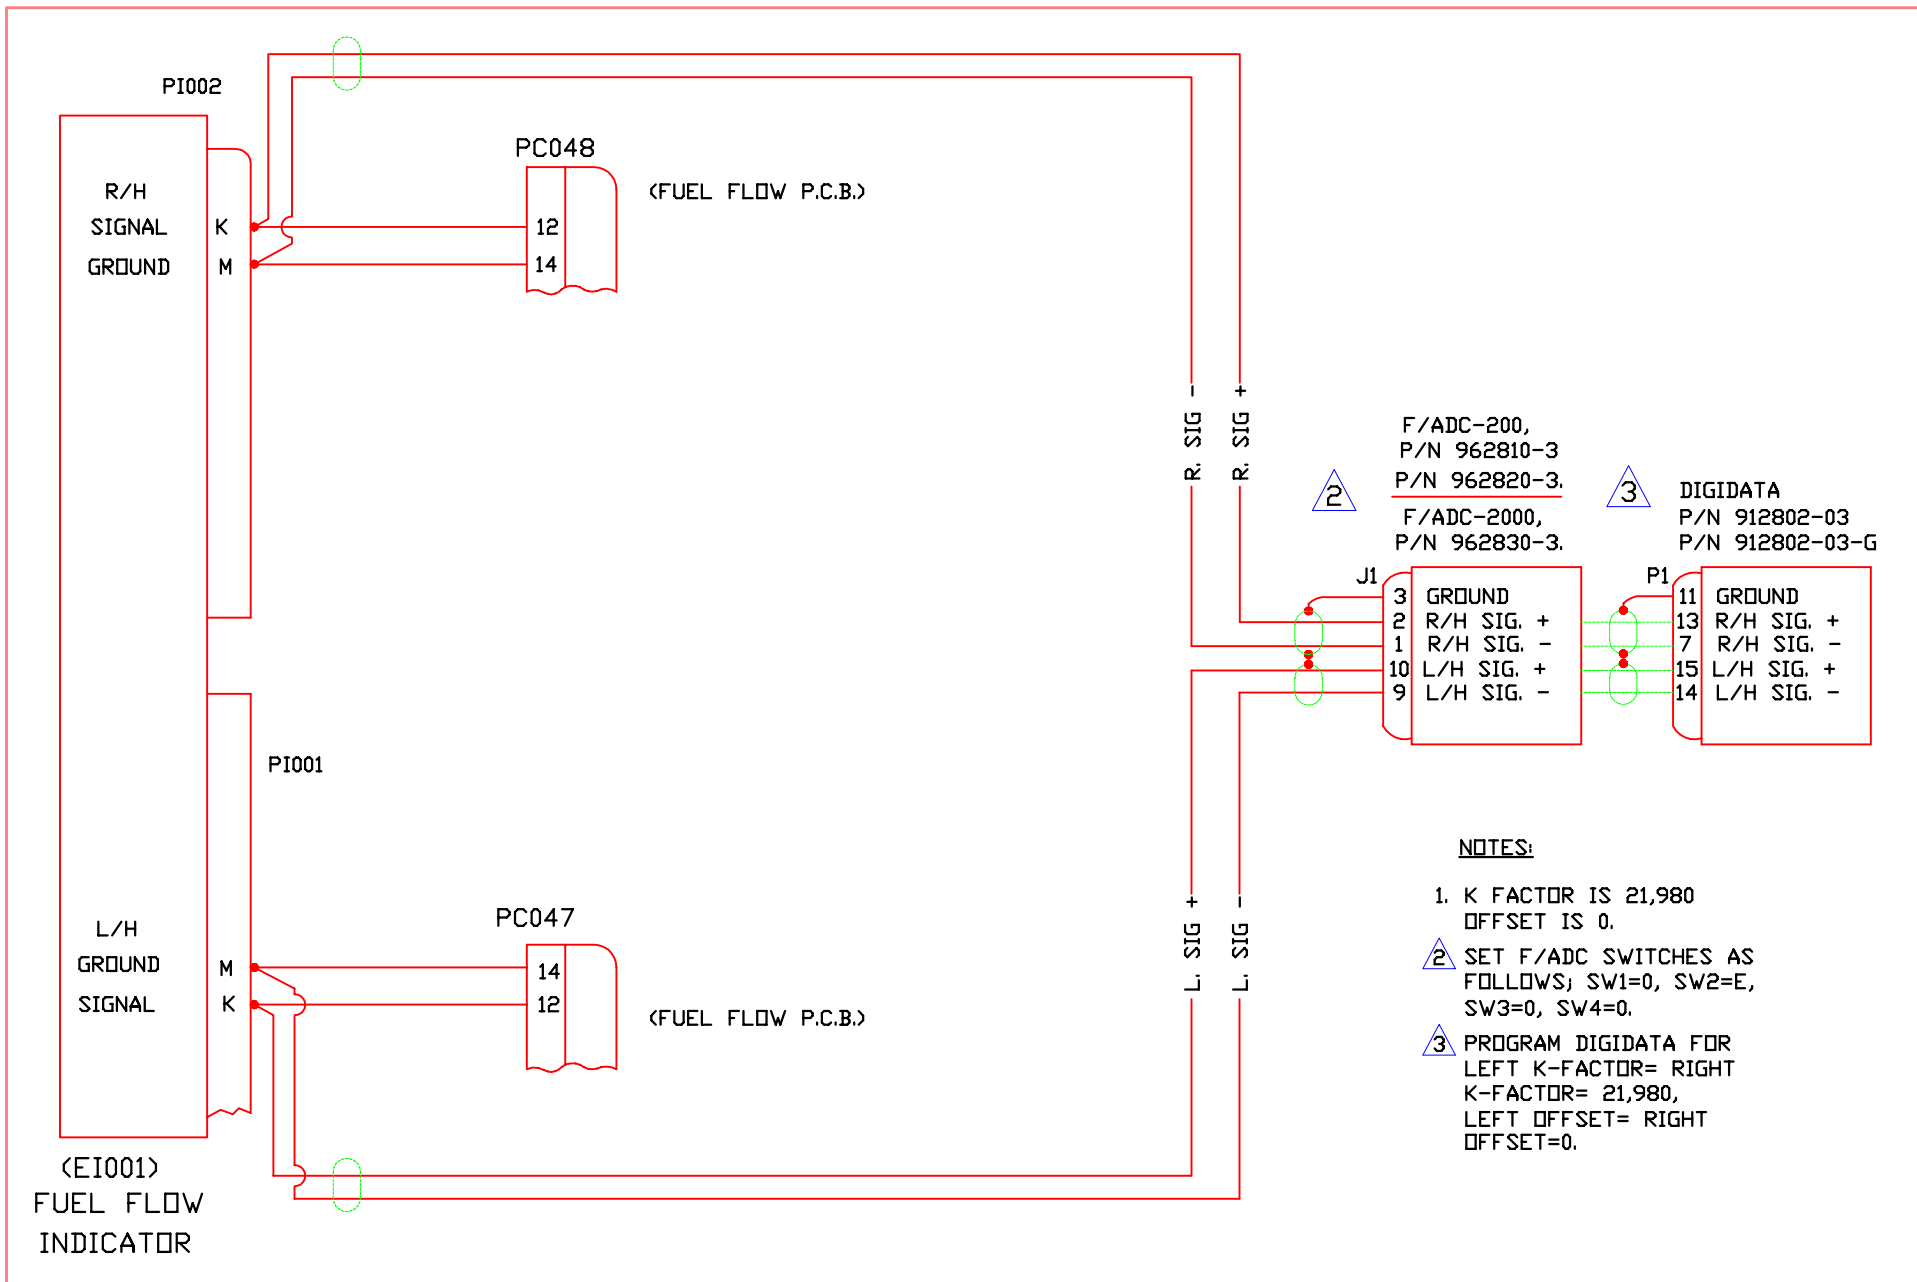 PI002
R/H
SIGNAL K
GROUND M
PC048
12
14
(FUEL FLOW P.C.B.)
R. SIG -
R. SIG +
F/ADC-200,
P/N 962810-3
P/N 962820-3.
F/ADC-2000,
P/N 962830-3.
2
3
DIGIDATA
P/N 912802-03
P/N 912802-03-G
J1
3 GROUND
2 R/H SIG. +
1 R/H SIG. -
10 L/H SIG. +
9 L/H SIG. -
P1
11 GROUND
13 R/H SIG. +
7 R/H SIG. -
15 L/H SIG. +
14 L/H SIG. -
PI001
L/H
GROUND M
SIGNAL K
PC047
14
12
(FUEL FLOW P.C.B.)
L. SIG +
L. SIG -
(EI001)
FUEL FLOW
INDICATOR
NOTES:
1. K FACTOR IS 21,980
OFFSET IS 0.
2 SET F/ADC SWITCHES AS
FOLLOWS; SW1=0, SW2=E,
SW3=0, SW4=0.
3 PROGRAM DIGIDATA FOR
LEFT K-FACTOR= RIGHT
K-FACTOR= 21,980,
LEFT OFFSET= RIGHT
OFFSET=0.